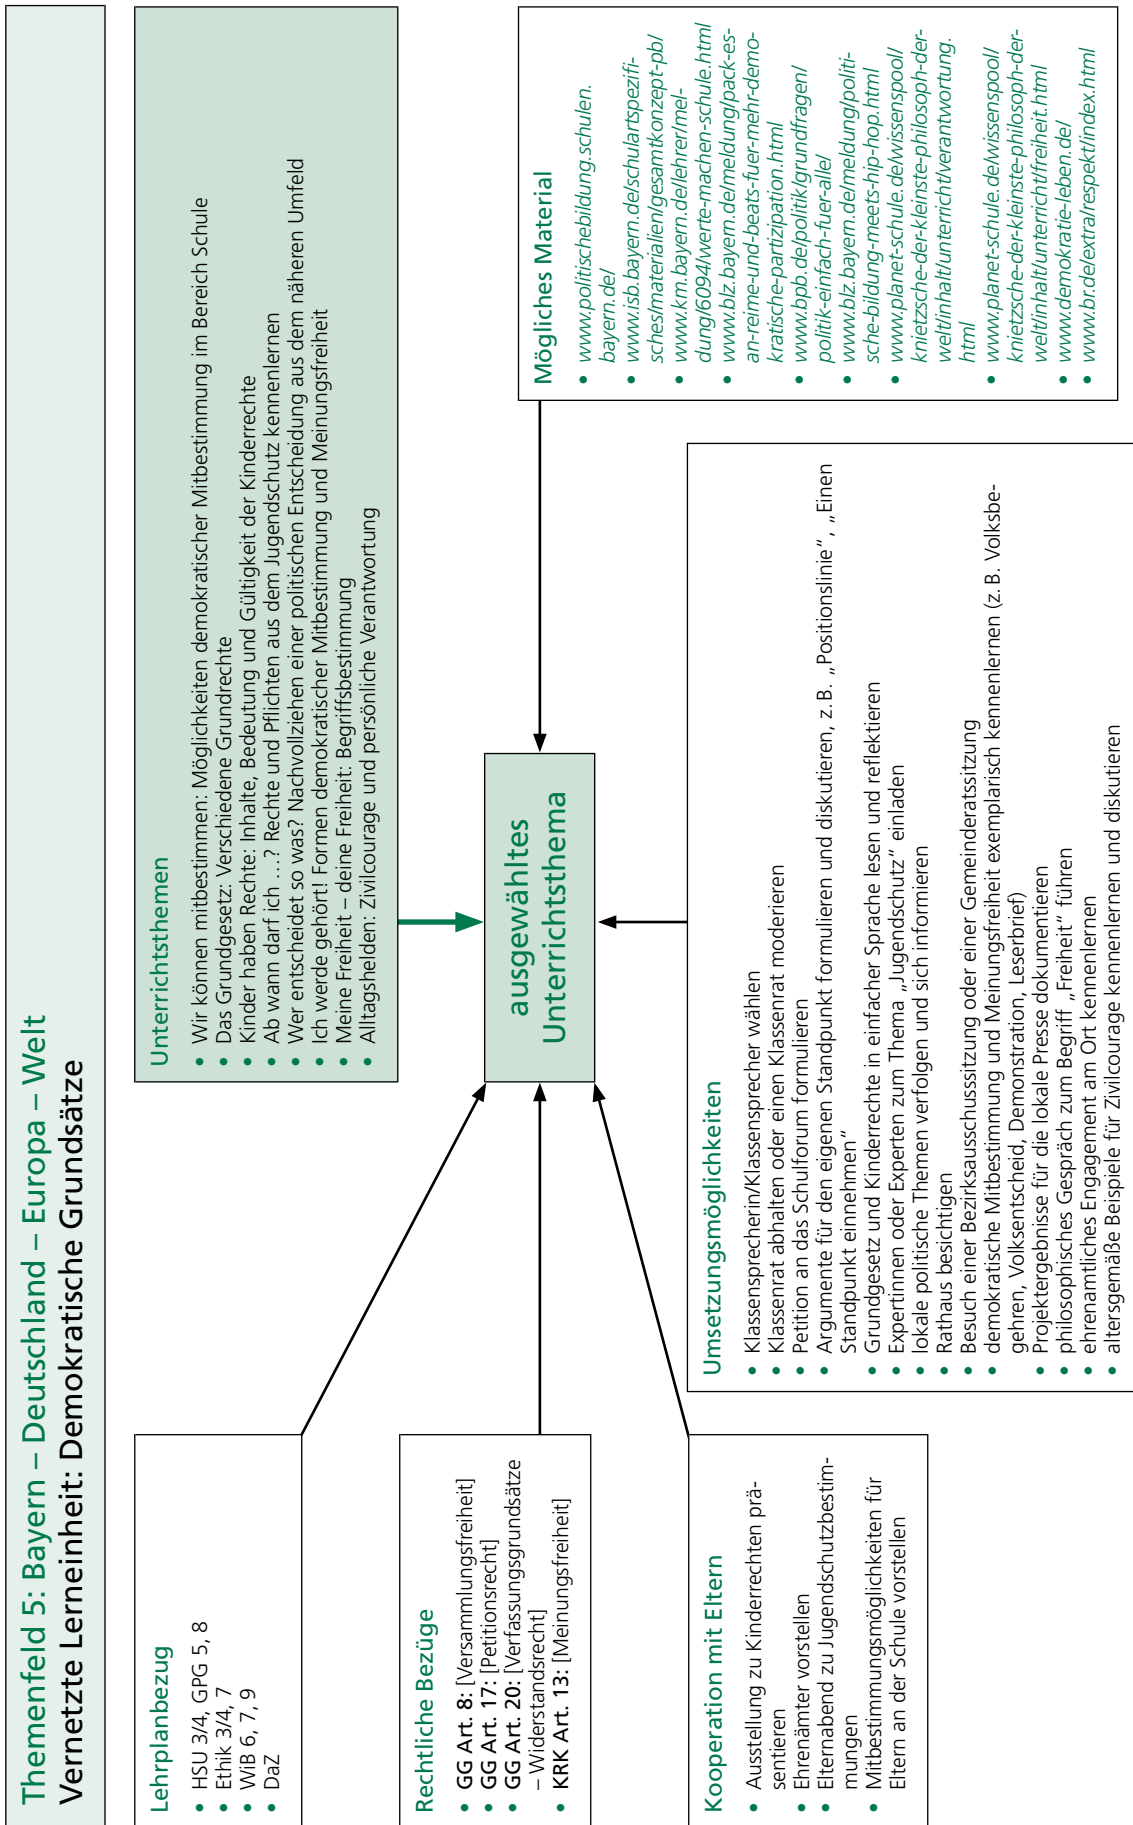 Themenfeld 5: Bayern – Deutschland – Europa – Welt
Vernetzte Lerneinheit: Demokratische Grundsätze
Lehrplanbezug
• HSU 3/4, GPG 5, 8
• Ethik 3/4, 7
• WiB 6, 7, 9
• DaZ
Unterrichtsthemen
• Wir können mitbestimmen: Möglichkeiten demokratischer Mitbestimmung im Bereich Schule
• Das Grundgesetz: Verschiedene Grundrechte
• Kinder haben Rechte: Inhalte, Bedeutung und Gültigkeit der Kinderrechte
• Ab wann darf ich …? Rechte und Pflichten aus dem Jugendschutz kennenlernen
• Wer entscheidet so was? Nachvollziehen einer politischen Entscheidung aus dem näheren Umfeld
• Ich werde gehört! Formen demokratischer Mitbestimmung und Meinungsfreiheit
• Meine Freiheit – deine Freiheit: Begriffsbestimmung
• Alltagshelden: Zivilcourage und persönliche Verantwortung
Rechtliche Bezüge
• GG Art. 8: [Versammlungsfreiheit]
• GG Art. 17: [Petitionsrecht]
• GG Art. 20: [Verfassungsgrundsätze
– Widerstandsrecht]
• KRK Art. 13: [Meinungsfreiheit]
ausgewähltes
Unterrichtsthema
Mögliches Material
• www.politischebildung.schulen.
bayern.de/
• www.isb.bayern.de/schulartspezifi-
sches/materialien/gesamtkonzept-pb/
• www.km.bayern.de/lehrer/mel-
dung/6094/werte-machen-schule.html
• www.blz.bayern.de/meldung/pack-es-
an-reime-und-beats-fuer-mehr-demo-
kratische-partizipation.html
• www.bpb.de/politik/grundfragen/
politik-einfach-fuer-alle/
• www.blz.bayern.de/meldung/politi-
sche-bildung-meets-hip-hop.html
• www.planet-schule.de/wissenspool/
knietzsche-der-kleinste-philosoph-der-
welt/inhalt/unterricht/verantwortung.
html
• www.planet-schule.de/wissenspool/
knietzsche-der-kleinste-philosoph-der-
welt/inhalt/unterricht/freiheit.html
• www.demokratie-leben.de/
• www.br.de/extra/respekt/index.html
Kooperation mit Eltern
• Ausstellung zu Kinderrechten prä-
sentieren
• Ehrenämter vorstellen
• Elternabend zu Jugendschutzbestim-
mungen
• Mitbestimmungsmöglichkeiten für
Eltern an der Schule vorstellen
Umsetzungsmöglichkeiten
• Klassensprecherin/Klassensprecher wählen
• Klassenrat abhalten oder einen Klassenrat moderieren
• Petition an das Schulforum formulieren
• Argumente für den eigenen Standpunkt formulieren und diskutieren, z. B. „Positionslinie“, „Einen
Standpunkt einnehmen“
• Grundgesetz und Kinderrechte in einfacher Sprache lesen und reflektieren
• Expertinnen oder Experten zum Thema „Jugendschutz“ einladen
• lokale politische Themen verfolgen und sich informieren
• Rathaus besichtigen
• Besuch einer Bezirksausschusssitzung oder einer Gemeinderatssitzung
• demokratische Mitbestimmung und Meinungsfreiheit exemplarisch kennenlernen (z. B. Volksbe-
gehren, Volksentscheid, Demonstration, Leserbrief)
• Projektergebnisse für die lokale Presse dokumentieren
• philosophisches Gespräch zum Begriff „Freiheit“ führen
• ehrenamtliches Engagement am Ort kennenlernen
• altersgemäße Beispiele für Zivilcourage kennenlernen und diskutieren